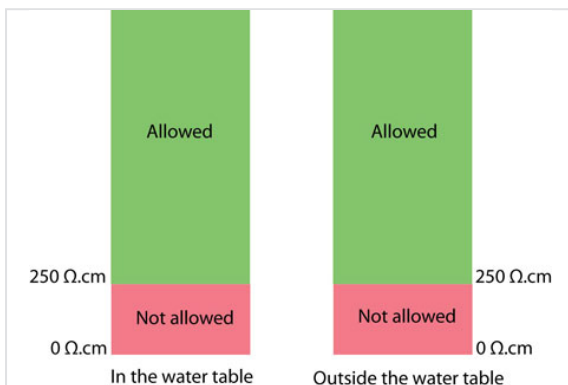 Allowed
Allowed
250 Ω.cm
250 Ω.cm
Not allowed
Not allowed
0 Ω.cm
0 Ω.cm
In the water table
Outside the water table